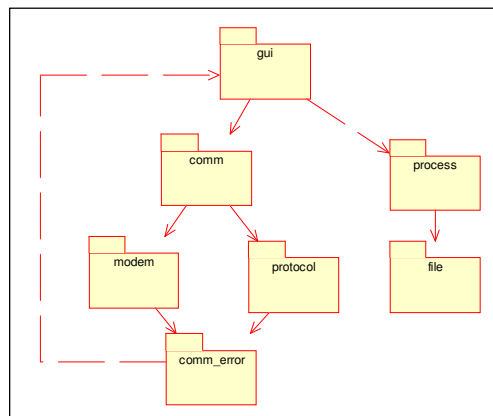 gui
comm
process
modem
protocol
file
comm_error